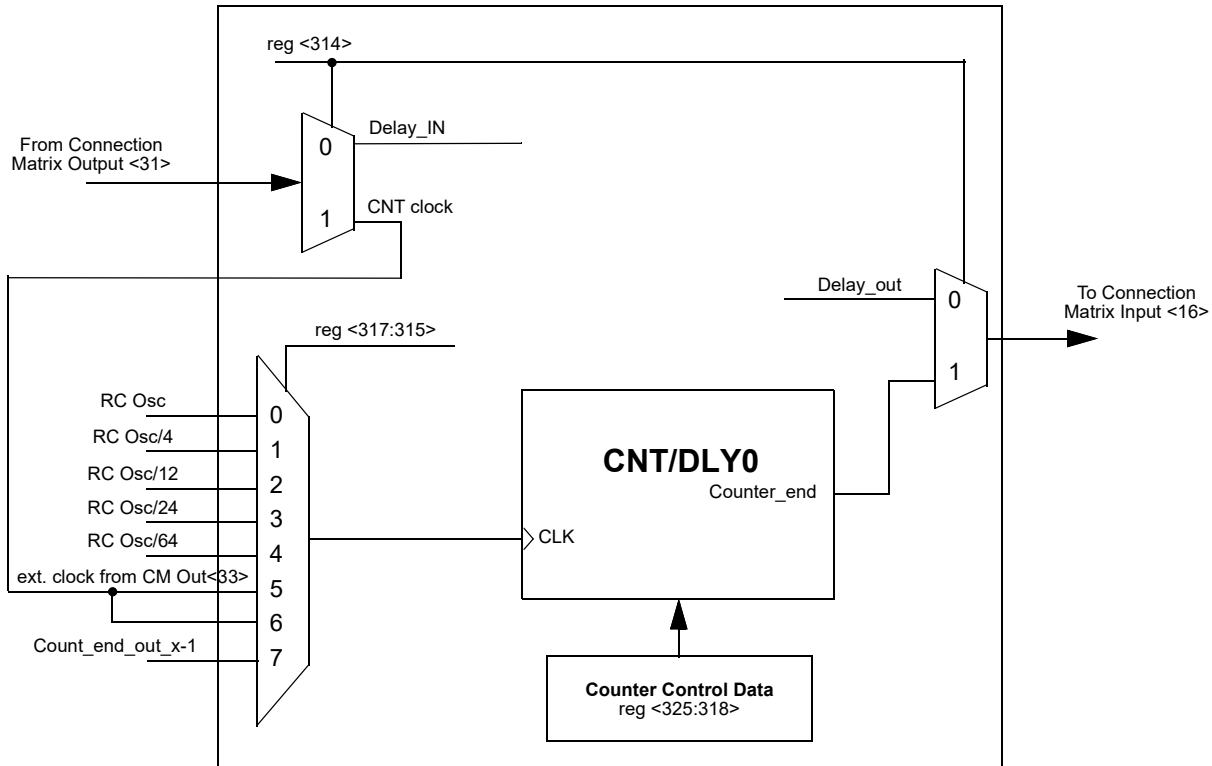 reg <314>
From Connection
Matrix Output <31>
0
Delay_IN
1
CNT clock
Delay_out
0
To Connection
Matrix Input <16>
1
reg <317:315>
RC Osc
0
RC Osc/4
1
RC Osc/12
2
RC Osc/24
3
RC Osc/64
4
ext. clock from CM Out<33>
5
6
Count_end_out_x-1
7
CNT/DLY0
Counter_end
CLK
Counter Control Data
reg <325:318>